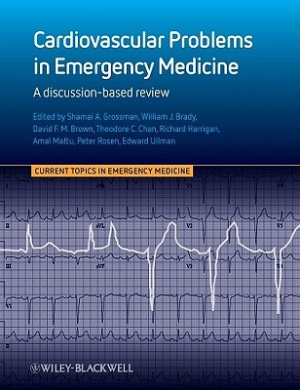 Cardiovascular Problems
in Emergency Medicine
A discussion-based review
Edited by Shamai A. Grossman, William J. Brady,
David F. M. Brown, Theodore C. Chan, Richard Harrigan,
Amal Mattu, Peter Rosen, Edward Ullman
CURRENT TOPICS IN EMERGENCY MEDICINE
WILEY-BLACKWELL